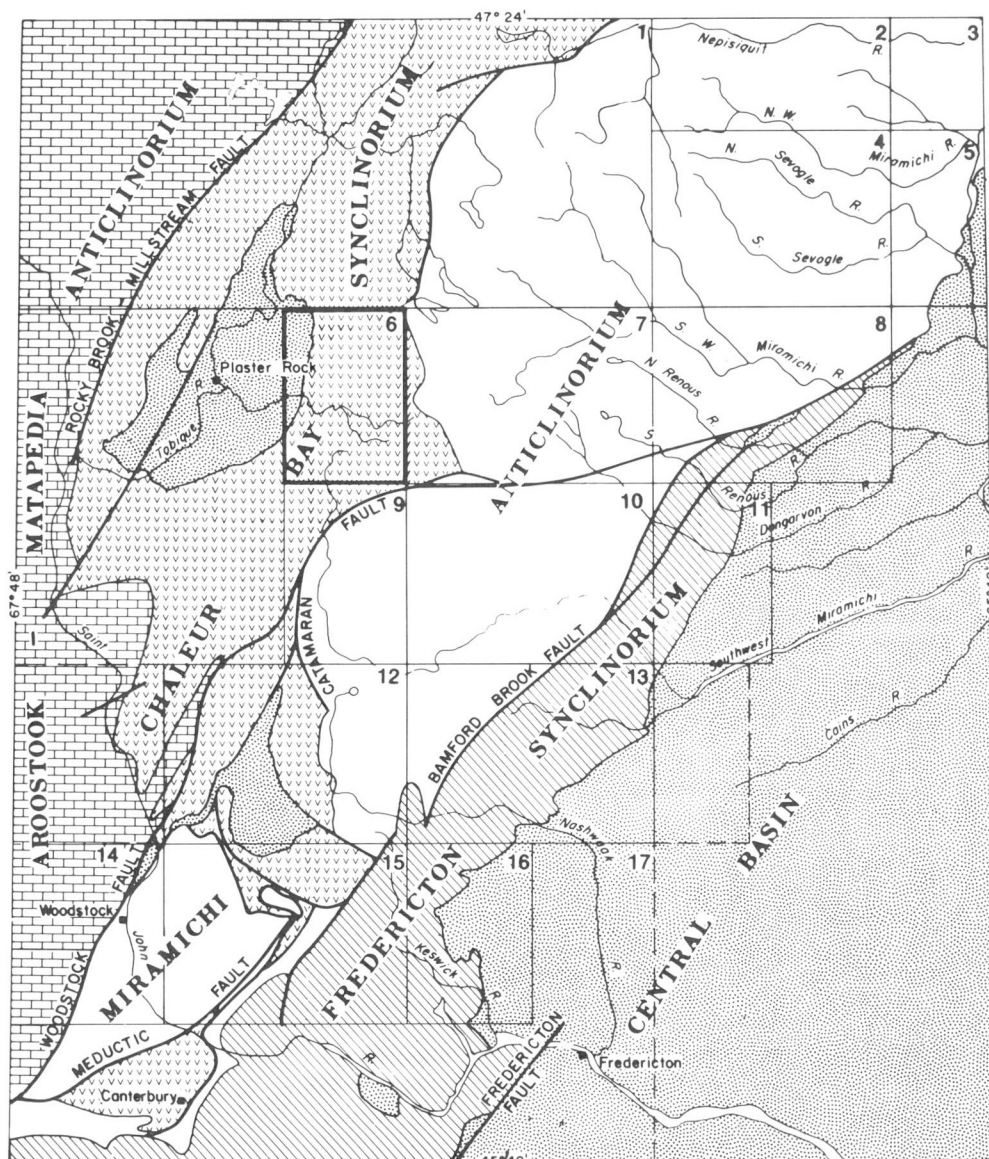 47° 24'
1
2
3
Nepisiquit
R.
N. W.
4
Miramichi R.
5
N. Sevogle R.
S. Sevogle R.
ANTICLINORIUM
SYNCLINORIUM
ROCKY BROOK - MILLSTREAM FAULT
6
7
8
S W Miramichi R
N Renous R
S
Plaster Rock
Tobique R
BAY
ANTICLINORIUM
MATAPEDIA
FAULT
9
10
Renous R
11
Dungarvon R
67° 48'
Saint
Southwest Miramichi R
CHALEUR
CATAMARAN
12
BAMFORD BROOK FAULT
SYNCLINORIUM
13
Cains R
AROOSTOOK
14
15
16
17
Nashwaak
R
BASIN
CENTRAL
Woodstock
WOODSTOCK FAULT
John
MIRAMICHI
MEDUCTIC FAULT
FREDERICTON
Keswick R
R
FREDERICTON FAULT
Fredericton
Canterbury